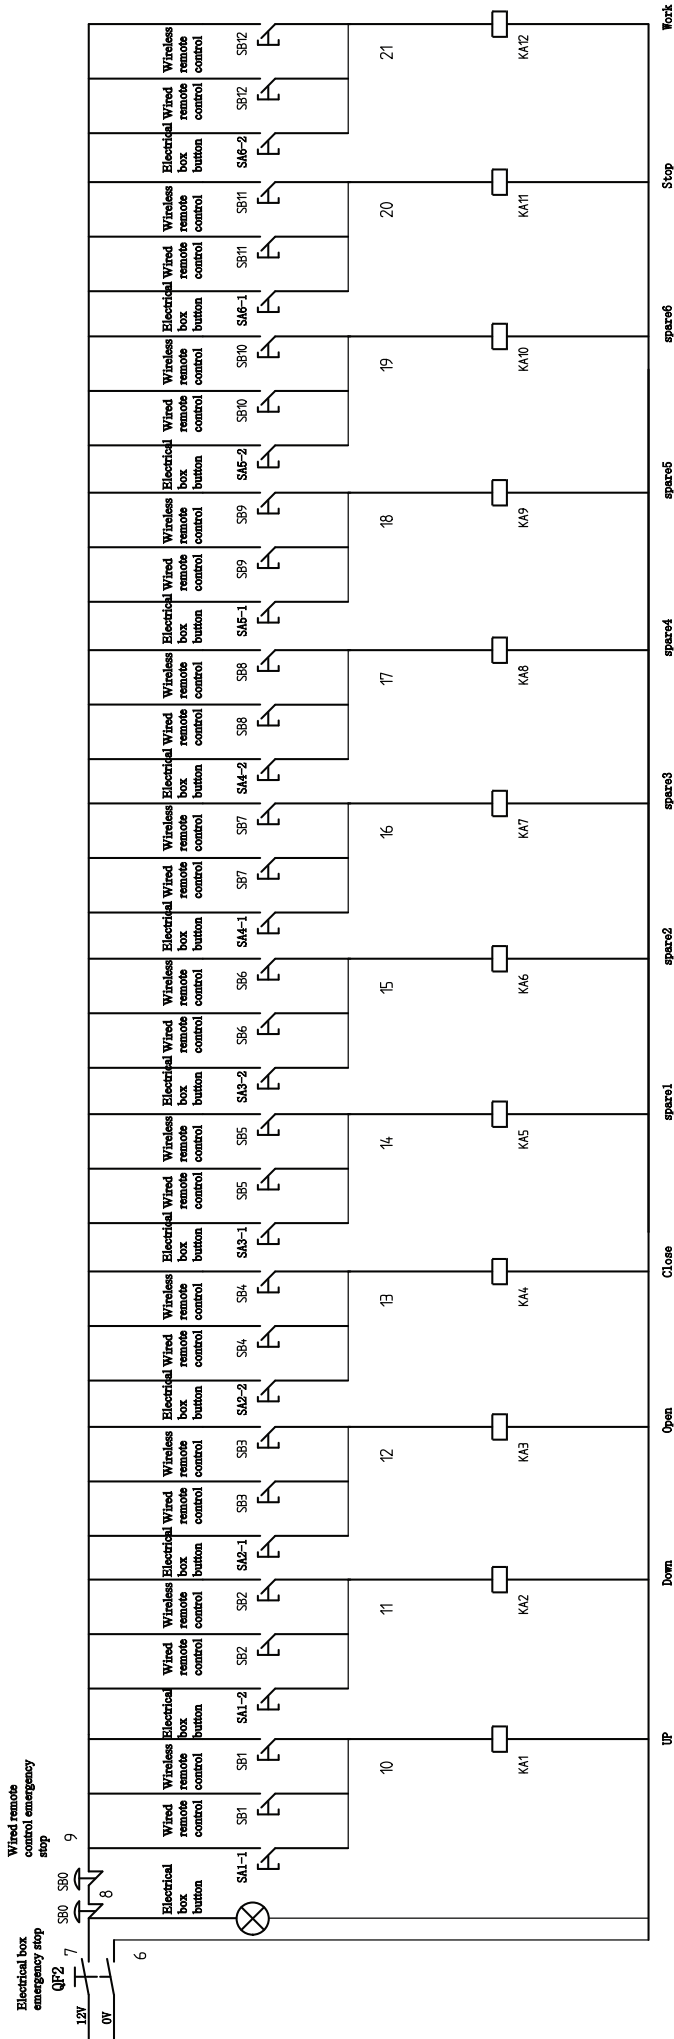 Electrical box
emergency stop
Wired remote
control emergency
stop
QF2
12V
0V
7
6
SB0
8
SB0
9
Electrical
box
button
SA1-1
Wired
remote
control
SB1
Wireless
remote
control
SB1
10
KA1
UP
Electrical
box
button
SA1-2
Wired
remote
control
SB2
Wireless
remote
control
SB2
11
KA2
Down
Electrical
box
button
SA2-1
Wired
remote
control
SB3
Wireless
remote
control
SB3
12
KA3
Open
Electrical
box
button
SA2-2
Wired
remote
control
SB4
Wireless
remote
control
SB4
13
KA4
Close
Electrical
box
button
SA3-1
Wired
remote
control
SB5
Wireless
remote
control
SB5
14
KA5
spare1
Electrical
box
button
SA3-2
Wired
remote
control
SB6
Wireless
remote
control
SB6
15
KA6
spare2
Electrical
box
button
SA4-1
Wired
remote
control
SB7
Wireless
remote
control
SB7
16
KA7
spare3
Electrical
box
button
SA4-2
Wired
remote
control
SB8
Wireless
remote
control
SB8
17
KA8
spare4
Electrical
box
button
SA5-1
Wired
remote
control
SB9
Wireless
remote
control
SB9
18
KA9
spare5
Electrical
box
button
SA5-2
Wired
remote
control
SB10
Wireless
remote
control
SB10
19
KA10
spare6
Electrical
box
button
SA6-1
Wired
remote
control
SB11
Wireless
remote
control
SB11
20
KA11
Stop
Electrical
box
button
SA6-2
Wired
remote
control
SB12
Wireless
remote
control
SB12
21
KA12
Work